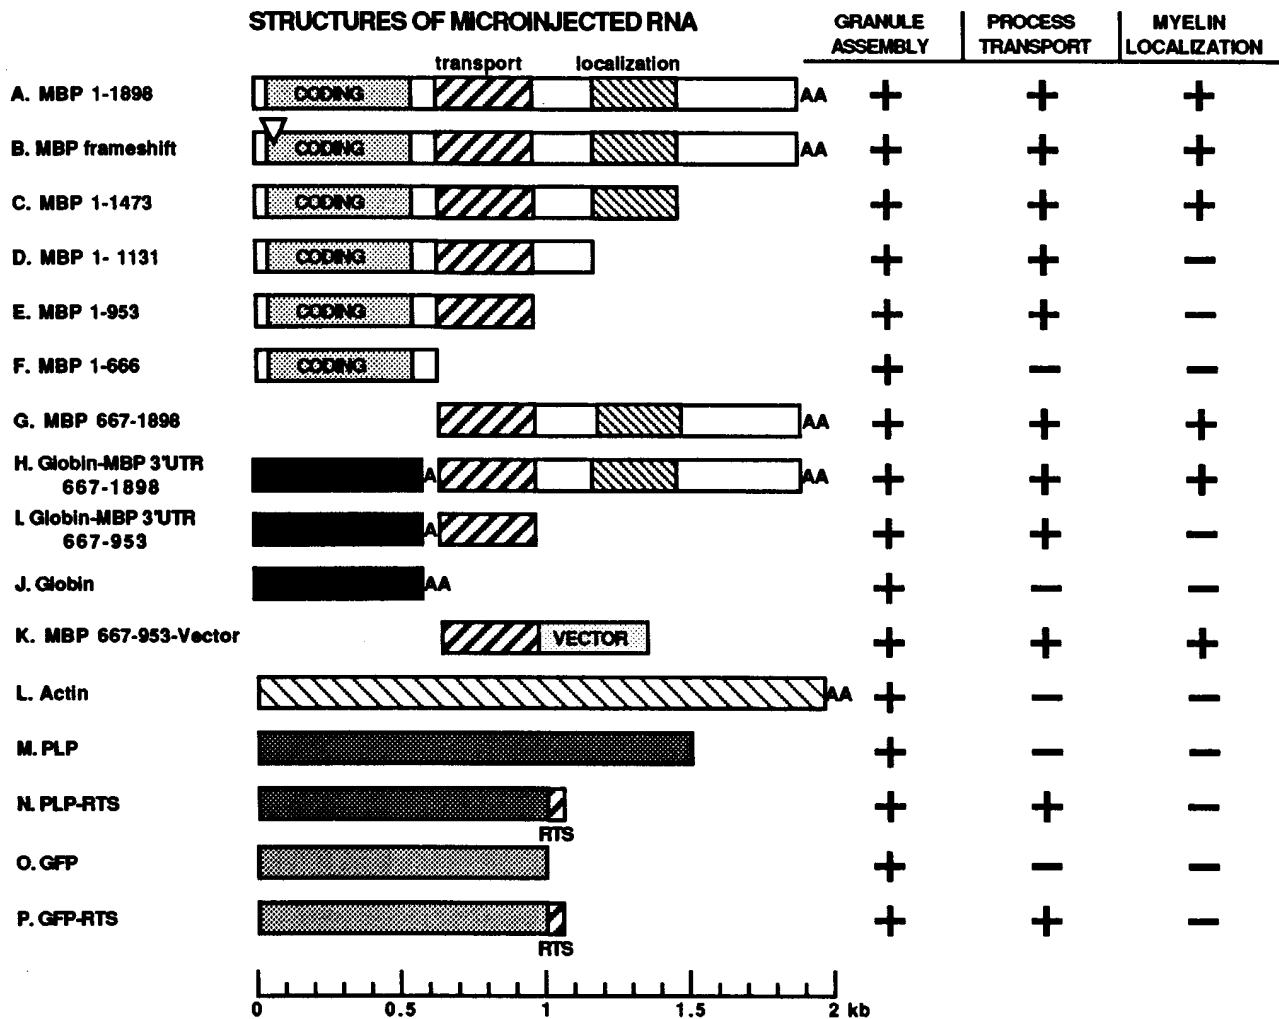 STRUCTURES OF MICROINJECTED RNA
GRANULE ASSEMBLY
PROCESS TRANSPORT
MYELIN LOCALIZATION
transport localization
A. MBP 1-1898 CODING AA + + +
B. MBP frameshift CODING AA + + +
C. MBP 1-1473 CODING + + +
D. MBP 1- 1131 CODING + + —
E. MBP 1-953 CODING + + —
F. MBP 1-666 CODING + — —
G. MBP 667-1898 AA + + +
H. Globin-MBP 3'UTR
667-1898 A AA + + +
I. Globin-MBP 3'UTR
667-953 A + + —
J. Globin AA + — —
K. MBP 667-953-Vector VECTOR + + +
L. Actin AA + — —
M. PLP + — —
N. PLP-RTS + + —
RTS
O. GFP + — —
P. GFP-RTS + + —
RTS
0 0.5 1 1.5 2 kb